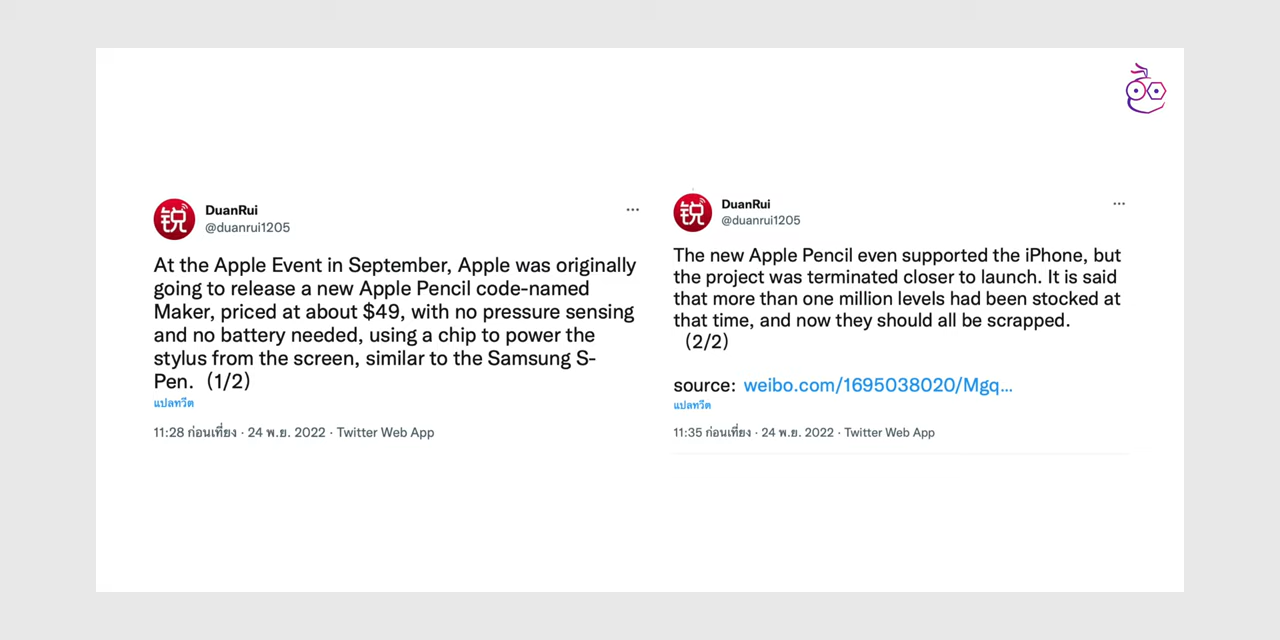 DuanRui
@duanrui1205
At the Apple Event in September, Apple was originally
going to release a new Apple Pencil code-named
Maker, priced at about $49, with no pressure sensing
and no battery needed, using a chip to power the
stylus from the screen, similar to the Samsung S-
Pen.（1/2）
แปลทวีต
11:28 ก่อนเที่ยง · 24 พ.ย. 2022 · Twitter Web App
DuanRui
@duanrui1205
The new Apple Pencil even supported the iPhone, but
the project was terminated closer to launch. It is said
that more than one million levels had been stocked at
that time, and now they should all be scrapped.
（2/2）
source: weibo.com/1695038020/Mgq...
แปลทวีต
11:35 ก่อนเที่ยง · 24 พ.ย. 2022 · Twitter Web App
锐
锐